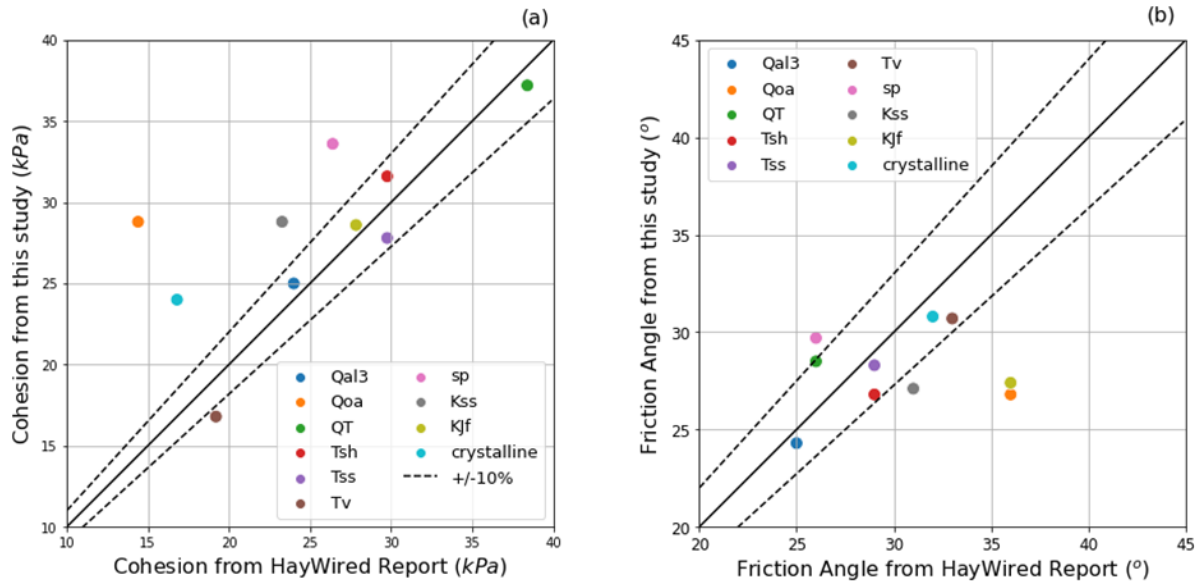 (a)
40
35
30
25
20
15
10
10 15 20 25 30 35 40
Cohesion from this study (kPa)
Cohesion from HayWired Report (kPa)
Qal3
Qoa
QT
Tsh
Tss
Tv
sp
Kss
KJf
crystalline
+/-10%
(b)
45
40
35
30
25
20
20 25 30 35 40 45
Friction Angle from this study (o)
Friction Angle from HayWired Report (o)
Qal3
Qoa
QT
Tsh
Tss
Tv
sp
Kss
KJf
crystalline